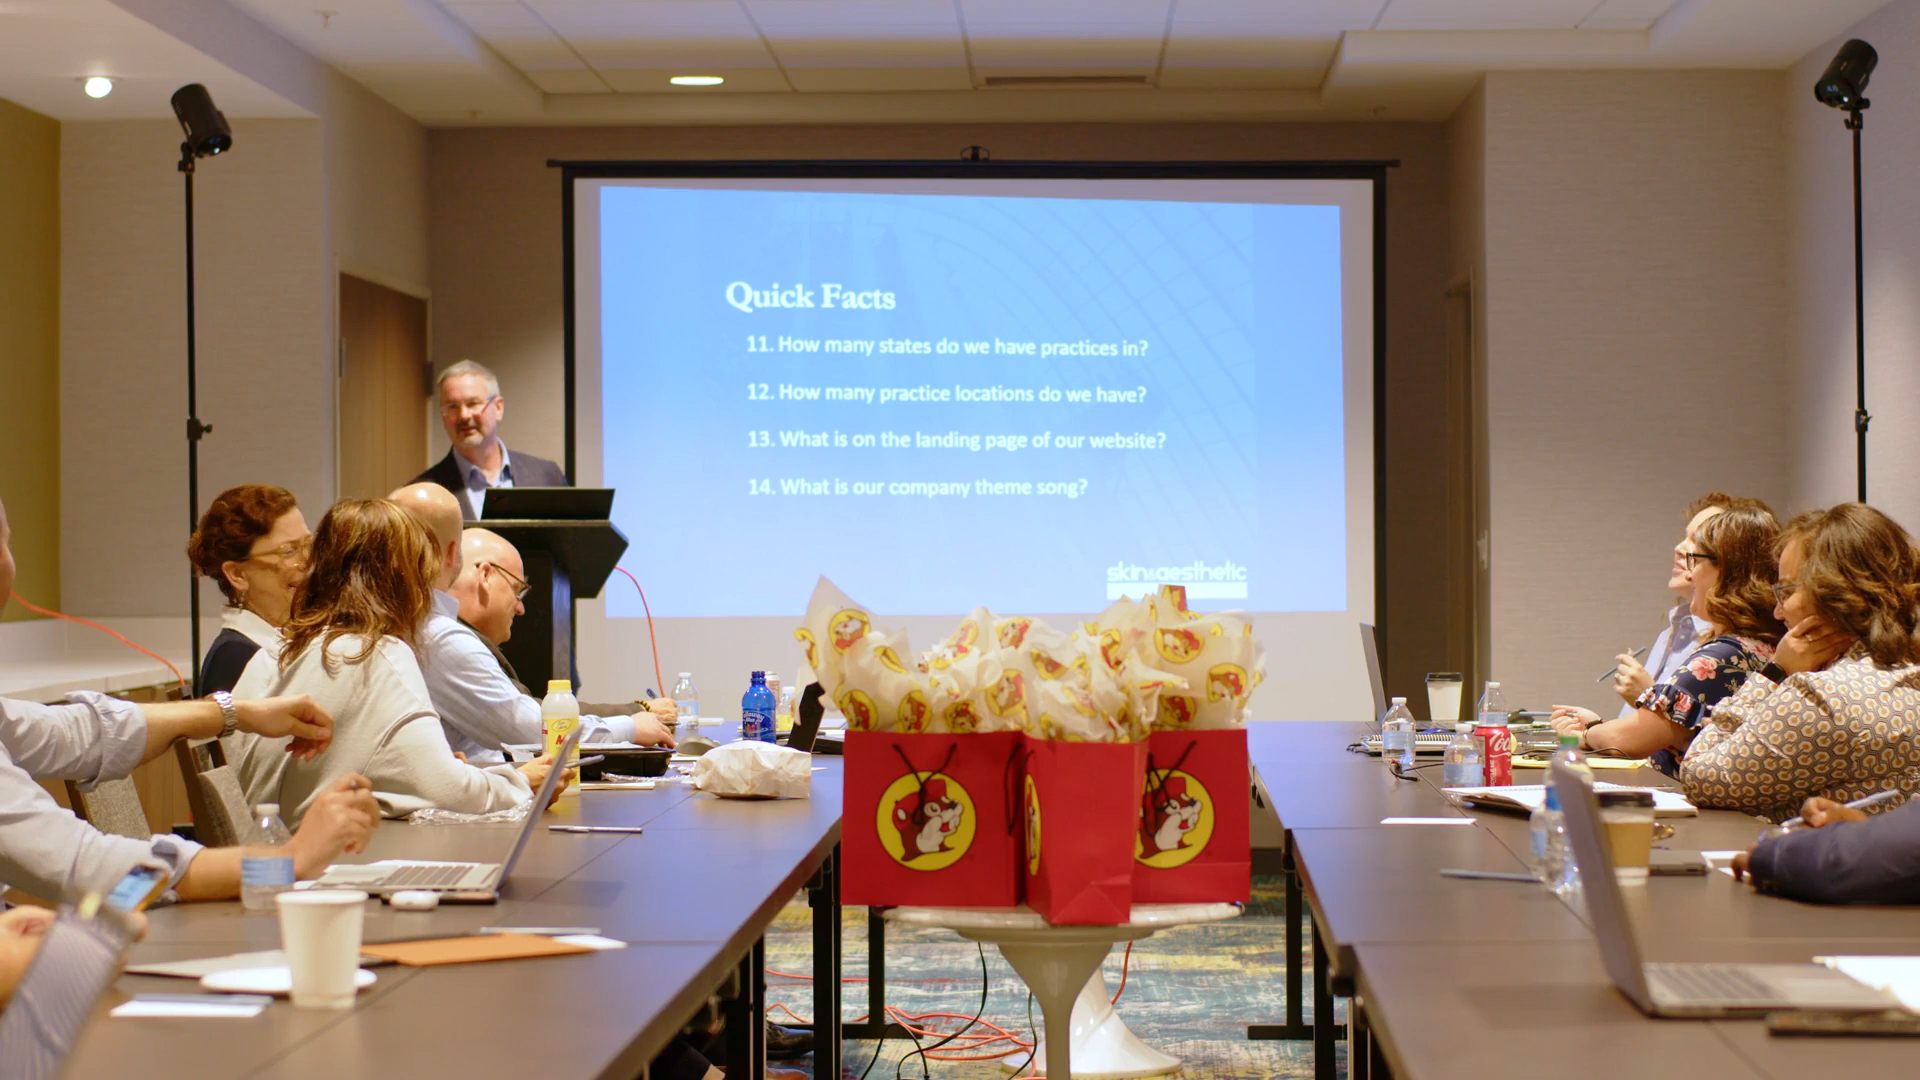 Quick Facts
11. How many states do we have practices in?
12. How many practice locations do we have?
13. What is on the landing page of our website?
14. What is our company theme song?
skin&aesthetic